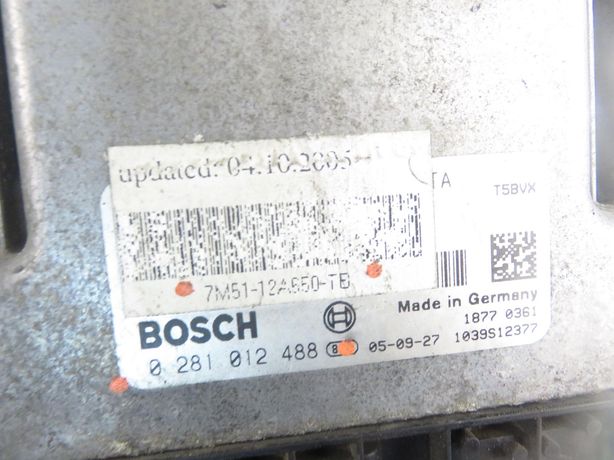 updated: 04.10.2005
TA
T5BVX
7M51-12A650-TB
BOSCH
Made in Germany
1877 0361
0 281 012 488 8 05-09-27 1039S12377